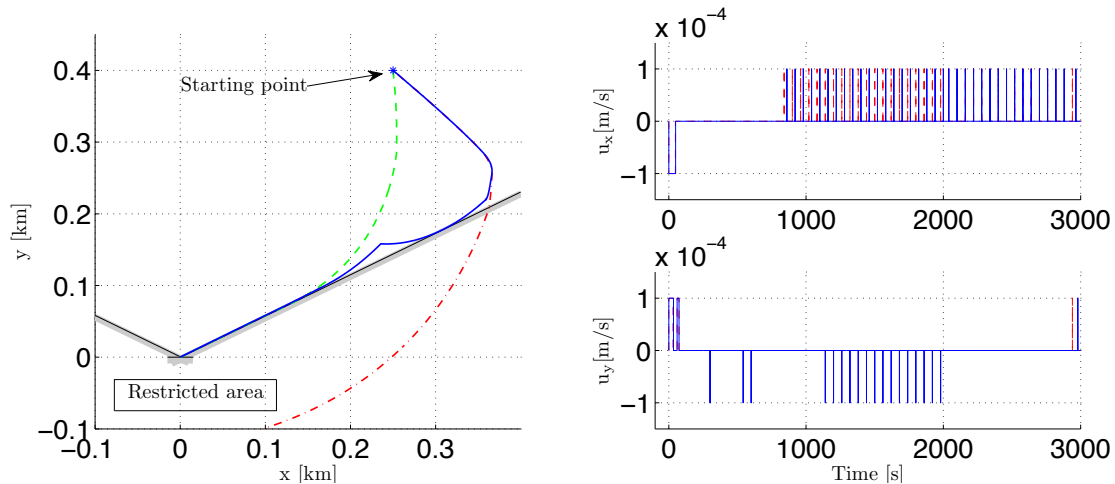 0.4
0.3
0.2
0.1
0
−0.1
y [km]
Starting point
Restricted area
−0.1
0
0.1
0.2
0.3
x [km]
x 10⁻⁴
1
0
−1
u_x[m/s]
0
1000
2000
3000
x 10⁻⁴
1
0
−1
u_y[m/s]
0
1000
2000
3000
Time [s]